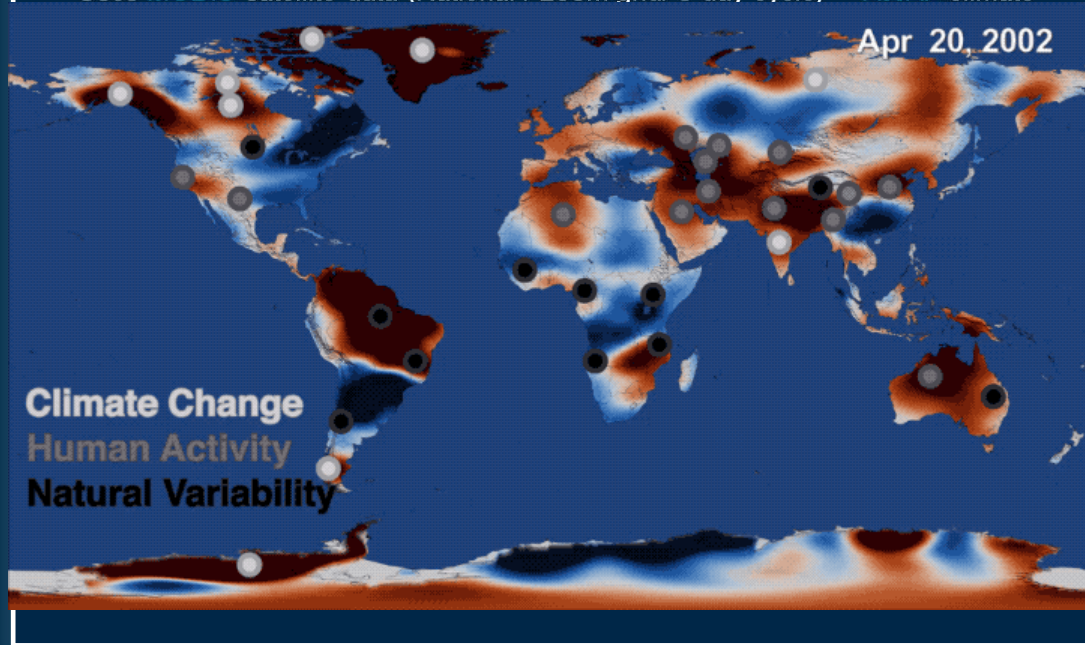 Apr 20, 2002
Climate Change
Human Activity
Natural Variability